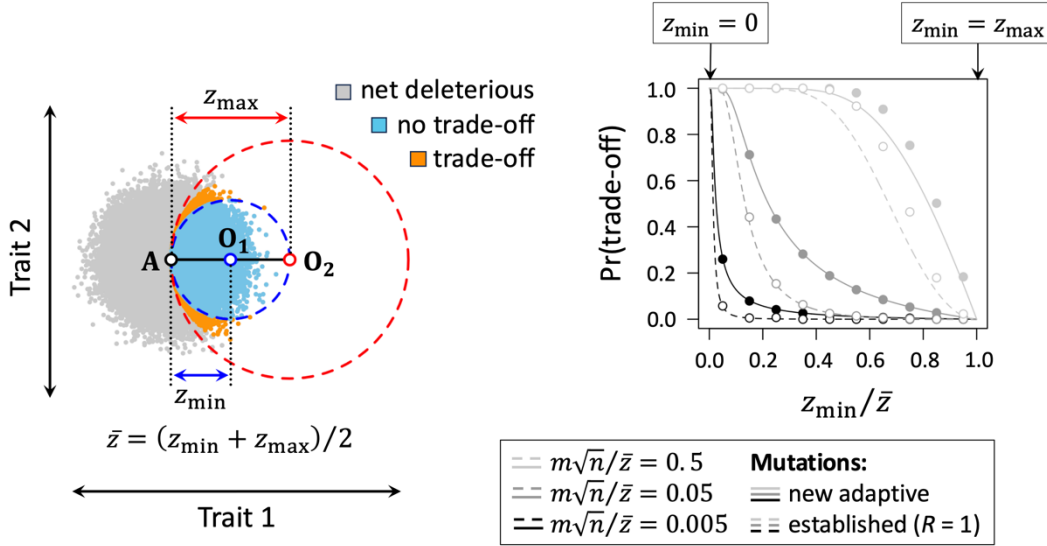 net deleterious
no trade-off
trade-off
z_max
Trait 2
A
O₁
O₂
z_min
z̄ = (z_min + z_max)/2
Trait 1
z_min = 0
z_min = z_max
Pr(trade-off)
1.0
0.8
0.6
0.4
0.2
0.0
0.0 0.2 0.4 0.6 0.8 1.0
z_min/z̄
m√n/z̄ = 0.5
m√n/z̄ = 0.05
m√n/z̄ = 0.005
Mutations:
new adaptive
established (R = 1)